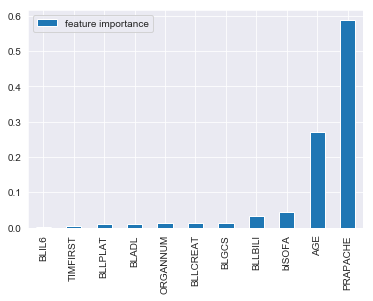 feature importance
0.6
0.5
0.4
0.3
0.2
0.1
0.0
BLIL6
TIMFIRST
BLLPLAT
BLADL
ORGANNUM
BLLCREAT
BLGCS
BLLBILI
blSOFA
AGE
PRAPACHE